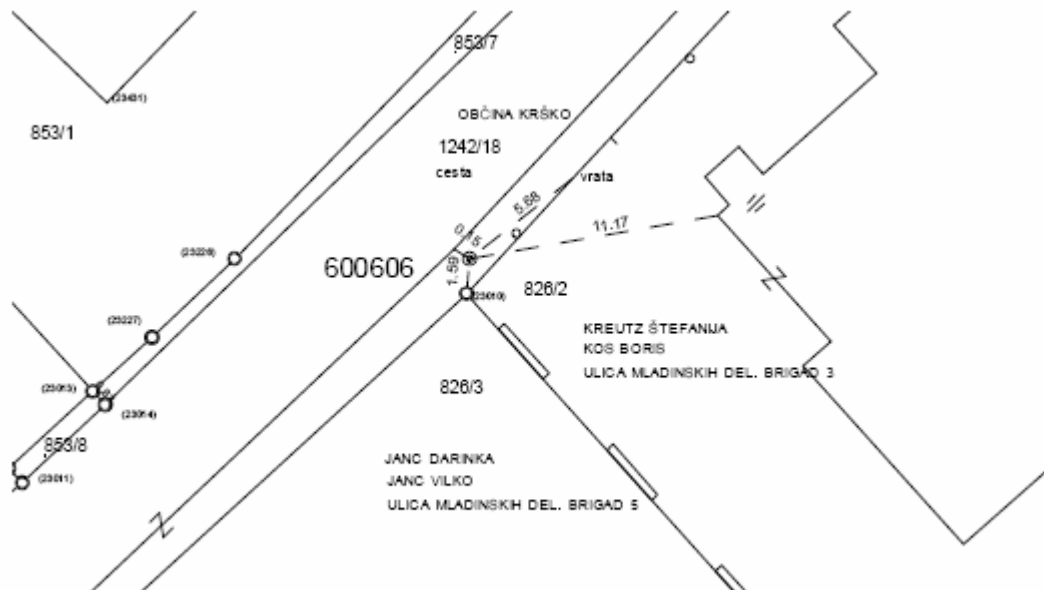 853/7
(23431)
853/1
OBČINA KRŠKO
1242/18
cesta
vrata
5.68
0.15
11.17
(23228)
600606
1.59
826/2
(23010)
(23227)
KREUTZ ŠTEFANIJA
KOS BORIS
ULICA MLADINSKIH DEL. BRIGAD 3
(23013)
826/3
(23014)
853/8
JANC DARINKA
JANC VILKO
ULICA MLADINSKIH DEL. BRIGAD 5
(23011)